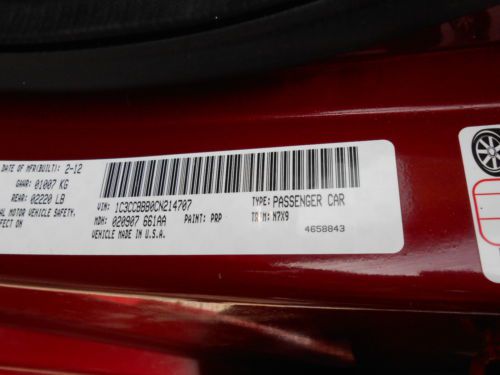 DATE OF MFR(BUILT): 2-12
GAWR: 01007 KG
REAR: 02220 LB
AL MOTOR VEHICLE SAFETY,
FECT ON
VIN: 1C3CCBBB0CN214707
TYPE: PASSENGER CAR
MDH: 020907 661AA
PAINT: PRP
TRIM: N7X9
VEHICLE MADE IN U.S.A.
4658843